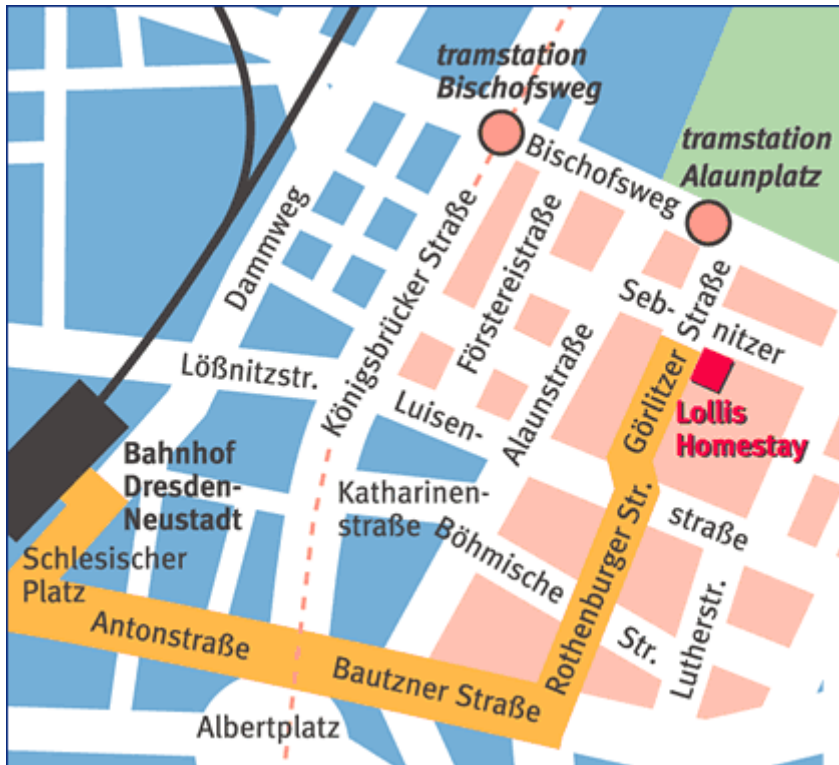 tramstation
Bischofsweg
tramstation
Alaunplatz
Bischofsweg
Dammweg
Königsbrücker Straße
Förstereistraße
Seb-
nitzer
Görlitzer Straße
Lößnitzstr.
Alaunstraße
Luisen-
straße
Lollis
Homestay
Bahnhof
Dresden-
Neustadt
Katharinen-
straße
Böhmische
Str.
Rothenburger Str.
Lutherstr.
Schlesischer
Platz
Antonstraße
Bautzner Straße
Albertplatz